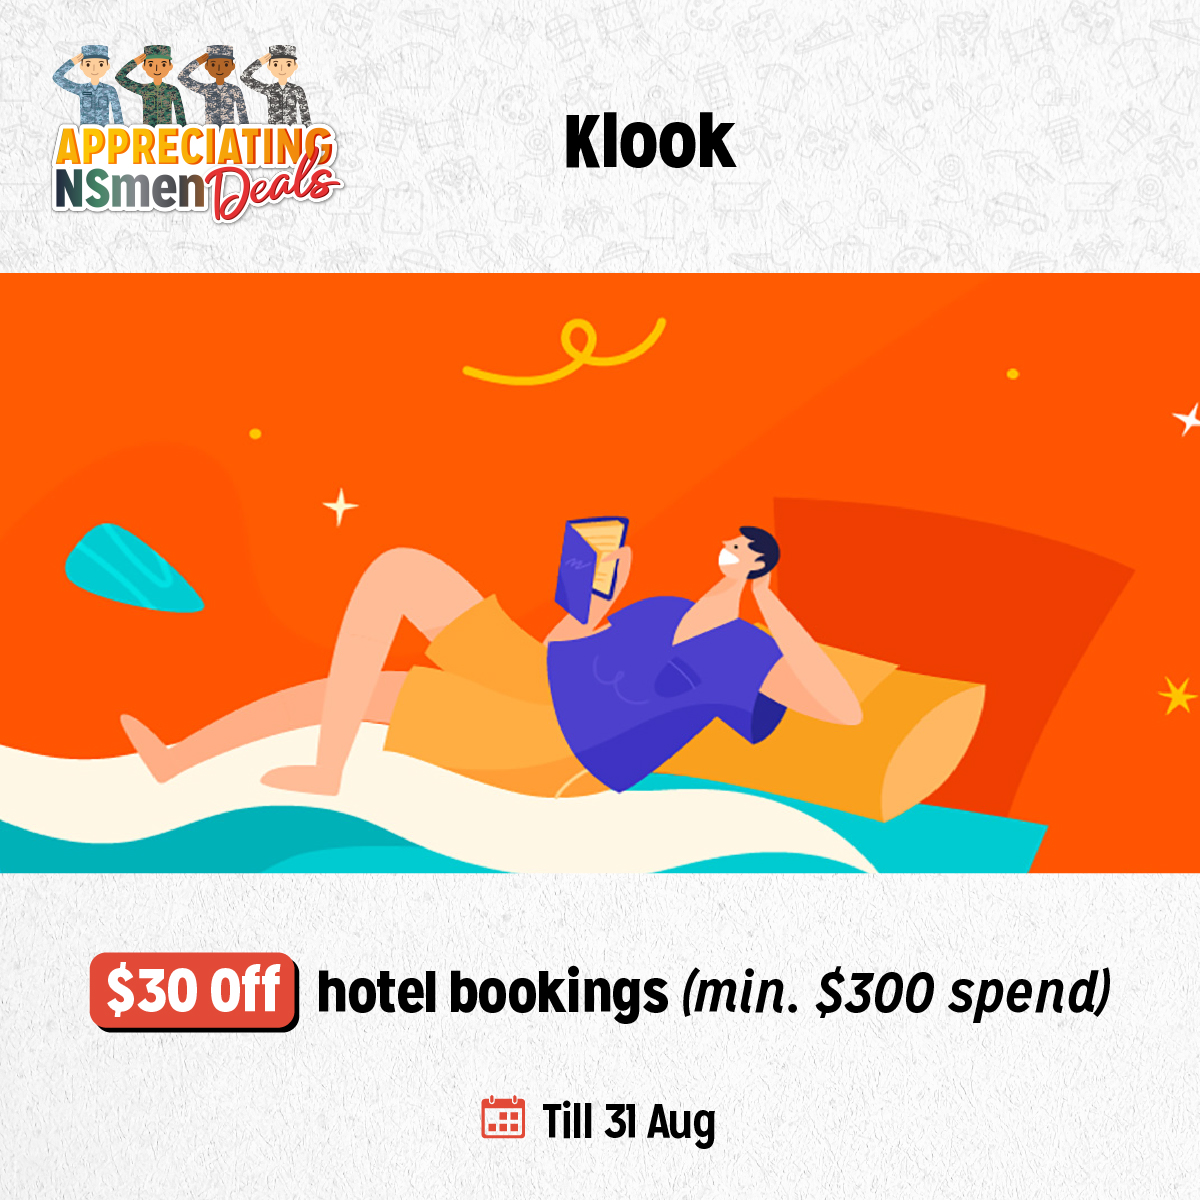 APPRECIATING
NSmen Deals
Klook
$30 Off hotel bookings (min. $300 spend)
Till 31 Aug